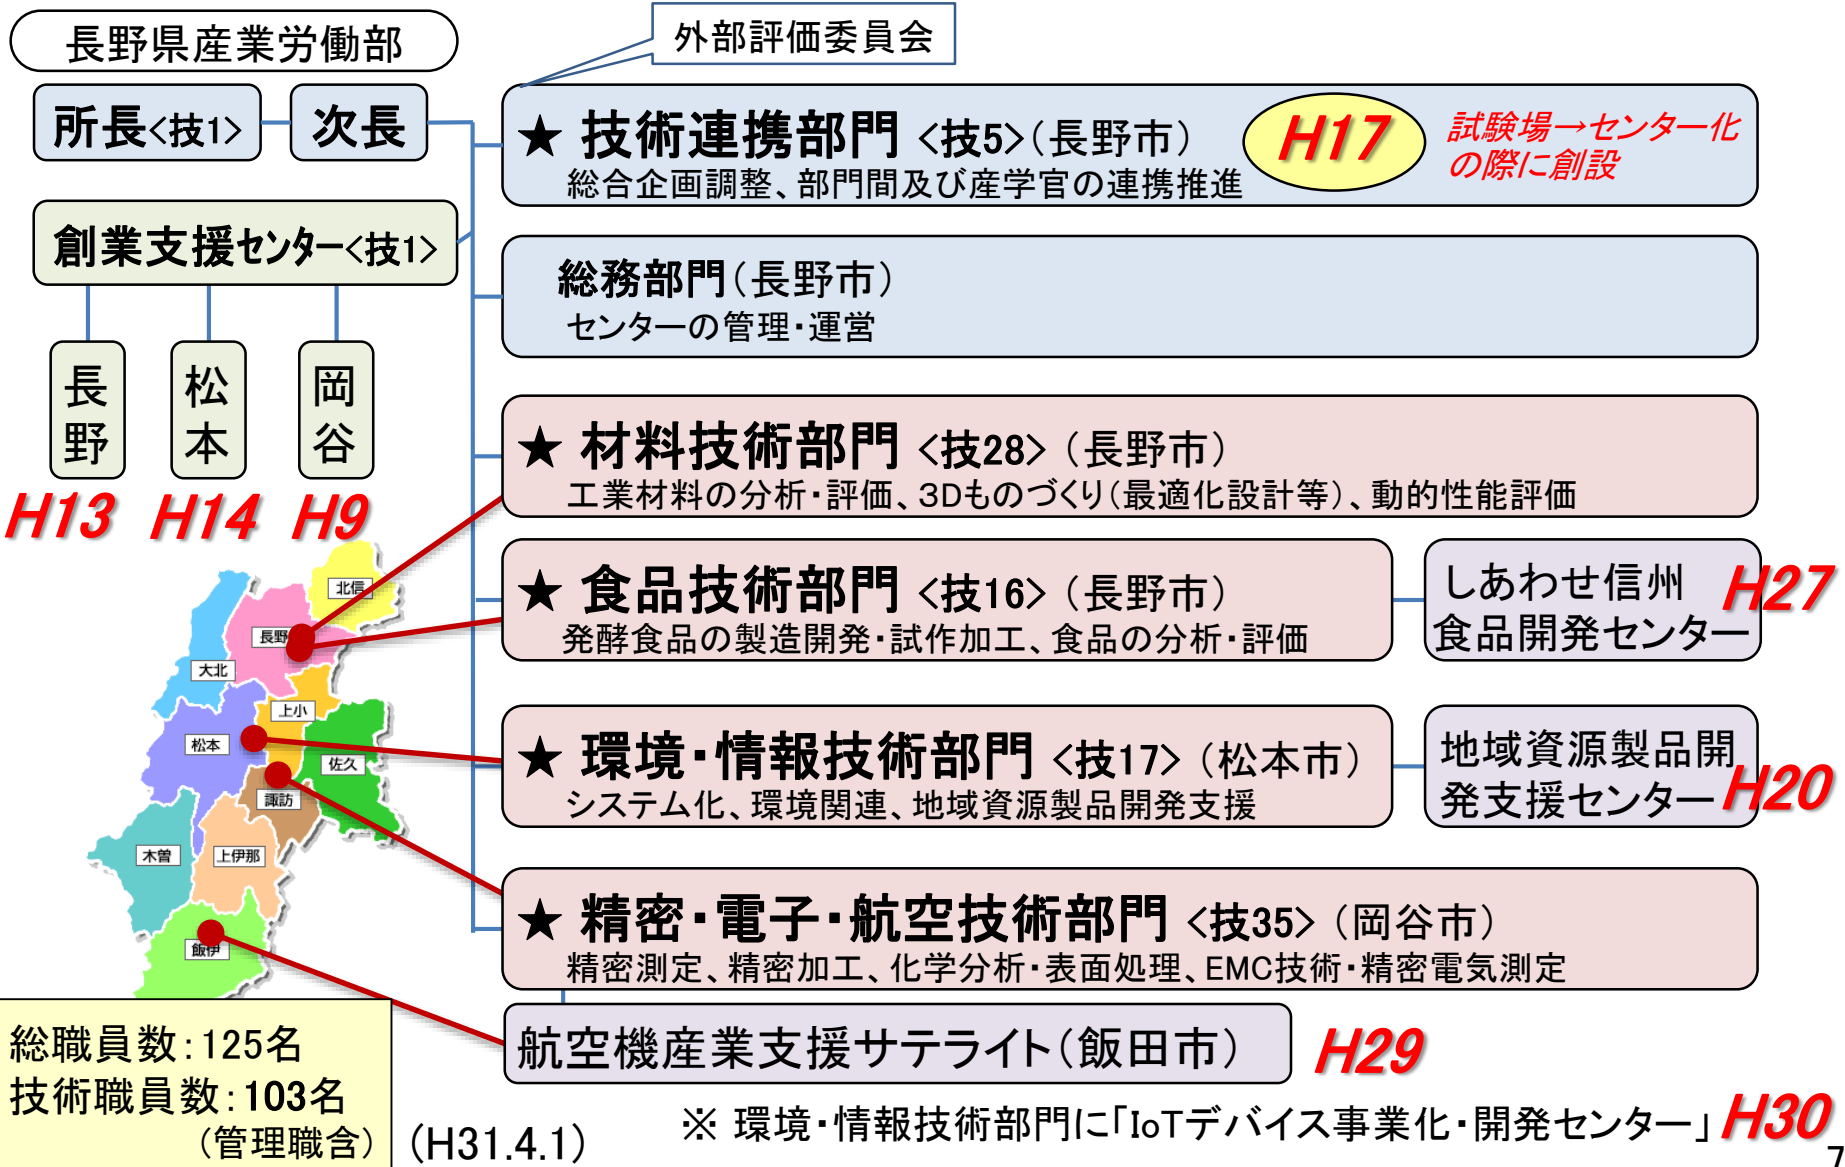 長野県産業労働部
外部評価委員会
所長<技1>
次長
★ 技術連携部門 <技5>(長野市)
総合企画調整、部門間及び産学官の連携推進
H17
試験場→センター化
の際に創設
創業支援センター<技1>
長野
松本
岡谷
H13
H14
H9
総務部門(長野市)
センターの管理・運営
★ 材料技術部門 <技28>(長野市)
工業材料の分析・評価、3Dものづくり(最適化設計等)、動的性能評価
★ 食品技術部門 <技16>(長野市)
発酵食品の製造開発・試作加工、食品の分析・評価
しあわせ信州
食品開発センター
H27
★ 環境・情報技術部門 <技17>(松本市)
システム化、環境関連、地域資源製品開発支援
地域資源製品開
発支援センター
H20
★ 精密・電子・航空技術部門 <技35>(岡谷市)
精密測定、精密加工、化学分析・表面処理、EMC技術・精密電気測定
航空機産業支援サテライト(飯田市)
H29
北信
長野
大北
上小
松本
佐久
諏訪
木曽
上伊那
飯伊
総職員数:125名
技術職員数:103名
(管理職含)
(H31.4.1)
※ 環境・情報技術部門に「IoTデバイス事業化・開発センター」
H30
7